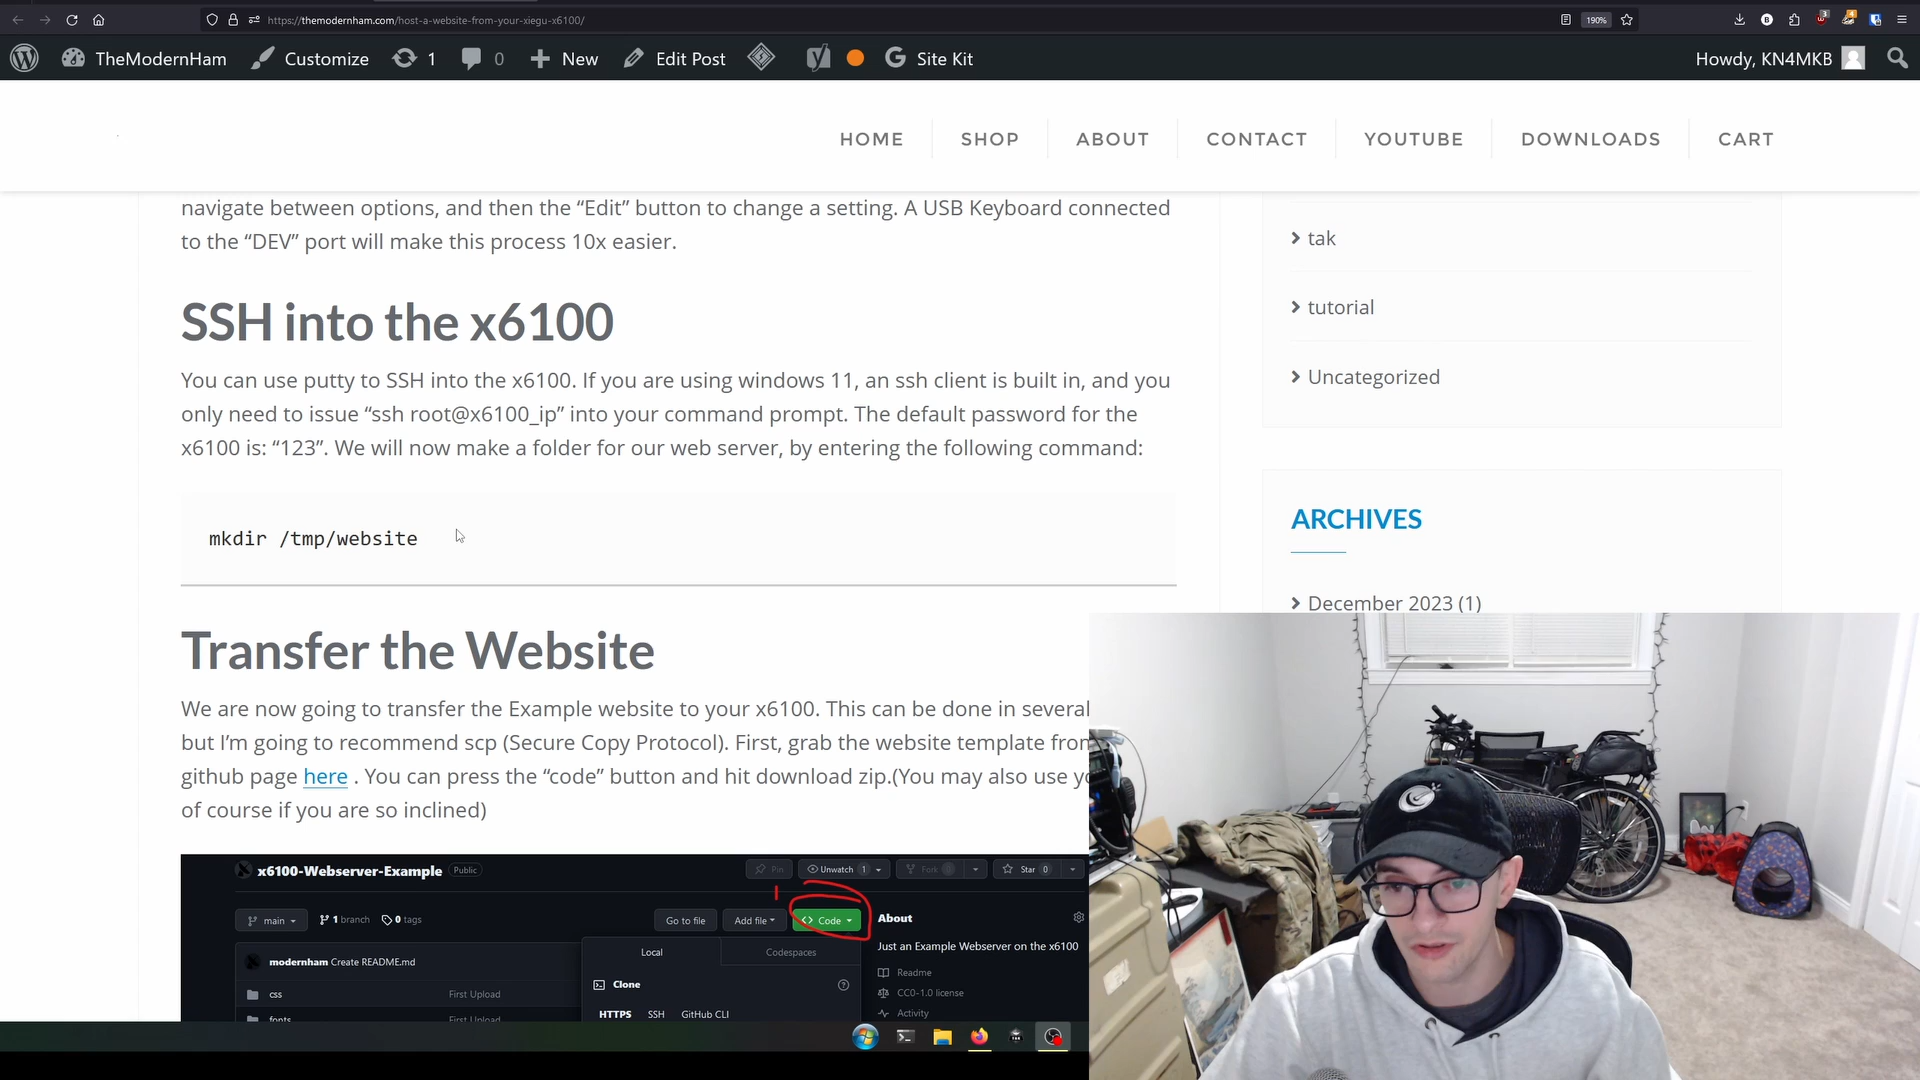 https://themodernham.com/host-a-website-from-your-xiegu-x6100/
190%
3
4
TheModernHam
Customize
1
0
New
Edit Post
Site Kit
Howdy, KN4MKB
HOME
SHOP
ABOUT
CONTACT
YOUTUBE
DOWNLOADS
CART
navigate between options, and then the “Edit” button to change a setting. A USB Keyboard connected
to the “DEV” port will make this process 10x easier.
SSH into the x6100
You can use putty to SSH into the x6100. If you are using windows 11, an ssh client is built in, and you
only need to issue “ssh root@x6100_ip” into your command prompt. The default password for the
x6100 is: “123”. We will now make a folder for our web server, by entering the following command:
mkdir /tmp/website
Transfer the Website
We are now going to transfer the Example website to your x6100. This can be done in several
but I’m going to recommend scp (Secure Copy Protocol). First, grab the website template from
github page here . You can press the “code” button and hit download zip.(You may also use
of course if you are so inclined)
x6100-Webserver-Example
Public
Pin
Unwatch 1
Fork 0
Star 0
main
1 branch
0 tags
Go to file
Add file
Code
About
Just an Example Webserver on the x6100
Local
Codespaces
modernham Create README.md
Readme
Clone
CC0-1.0 license
css
First Upload
HTTPS
SSH
GitHub CLI
Activity
fonts
First Upload
tak
tutorial
Uncategorized
ARCHIVES
December 2023 (1)